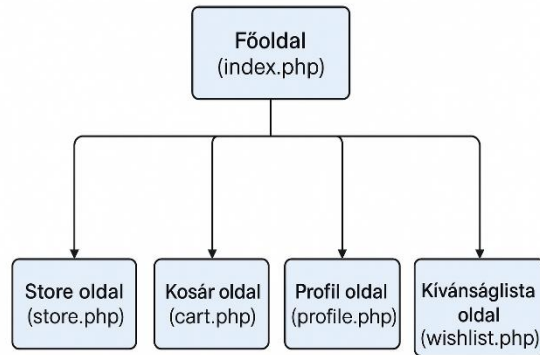 Főoldal
(index.php)
Store oldal
(store.php)
Kosár oldal
(cart.php)
Profil oldal
(profile.php)
Kívánságlista
oldal
(wishlist.php)